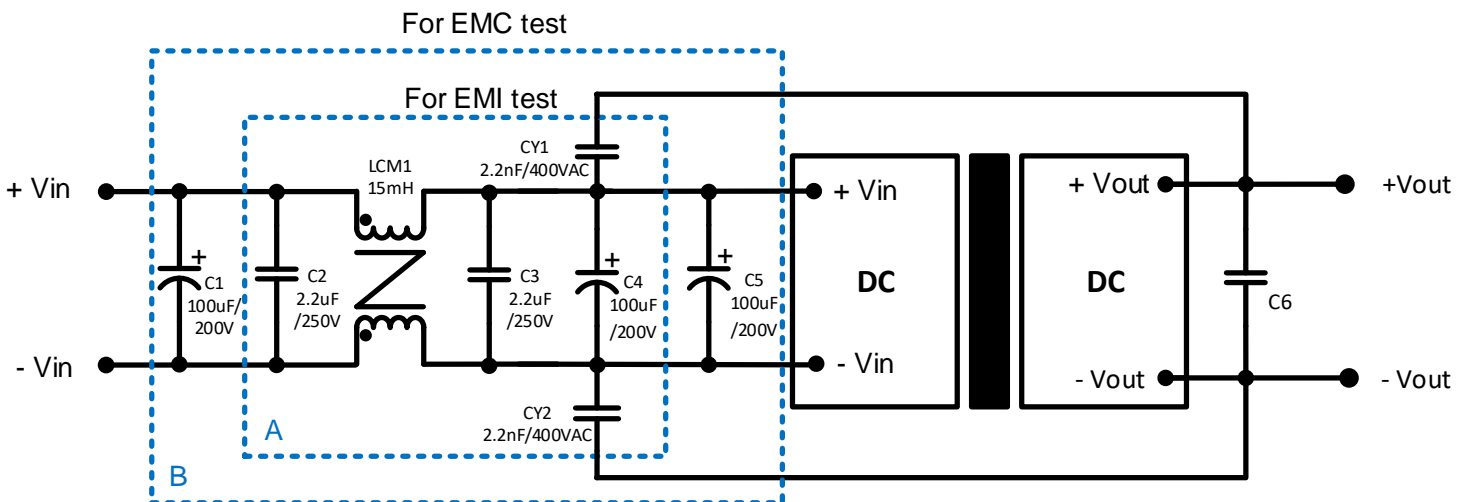 For EMC test
For EMI test
CY1
2.2nF/400VAC
LCM1
15mH
+ Vin
+ Vin
+ Vout
+Vout
+
C1
100uF/
200V
C2
2.2uF
/250V
C3
2.2uF
/250V
+
C4
100uF
/200V
+
C5
100uF
/200V
DC
DC
C6
- Vin
- Vin
- Vout
- Vout
CY2
2.2nF/400VAC
A
B